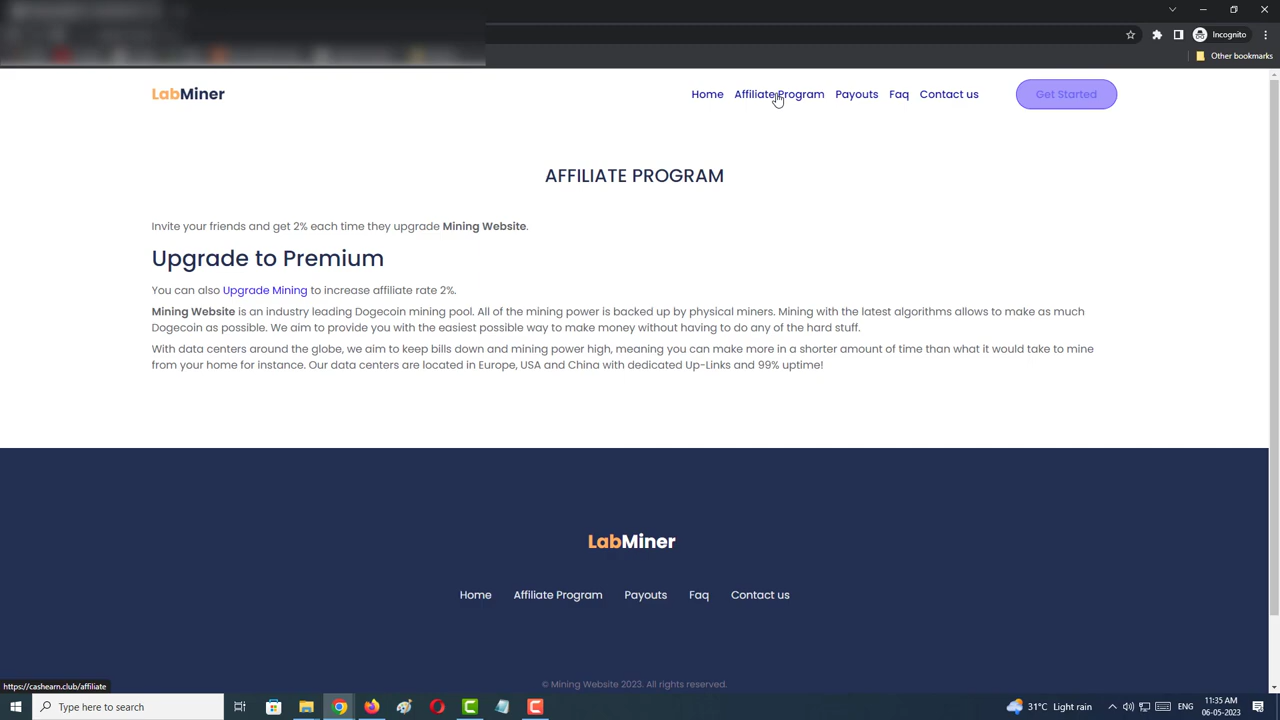 Incognito
Other bookmarks
LabMiner
Home Affiliate Program Payouts Faq Contact us Get Started
AFFILIATE PROGRAM
Invite your friends and get 2% each time they upgrade Mining Website.
Upgrade to Premium
You can also Upgrade Mining to increase affiliate rate 2%.
Mining Website is an industry leading Dogecoin mining pool. All of the mining power is backed up by physical miners. Mining with the latest algorithms allows to make as much
Dogecoin as possible. We aim to provide you with the easiest possible way to make money without having to do any of the hard stuff.
With data centers around the globe, we aim to keep bills down and mining power high, meaning you can make more in a shorter amount of time than what it would take to mine
from your home for instance. Our data centers are located in Europe, USA and China with dedicated Up-Links and 99% uptime!
LabMiner
Home Affiliate Program Payouts Faq Contact us
© Mining Website 2023. All rights reserved.
https://cashearn.club/affiliate
Type here to search
31°C Light rain
ENG
11:35 AM
06-05-2023